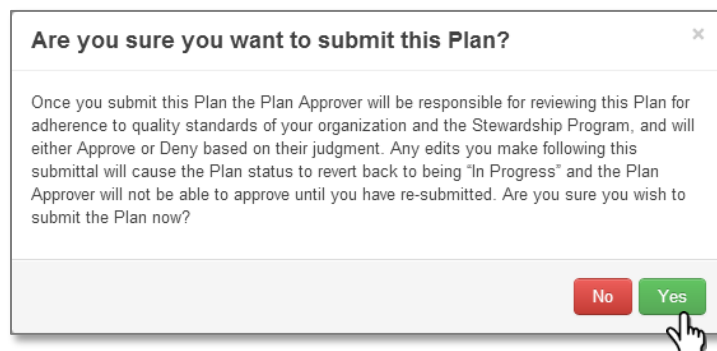 Are you sure you want to submit this Plan?
×
Once you submit this Plan the Plan Approver will be responsible for reviewing this Plan for
adherence to quality standards of your organization and the Stewardship Program, and will
either Approve or Deny based on their judgment. Any edits you make following this
submittal will cause the Plan status to revert back to being “In Progress” and the Plan
Approver will not be able to approve until you have re-submitted. Are you sure you wish to
submit the Plan now?
No
Yes